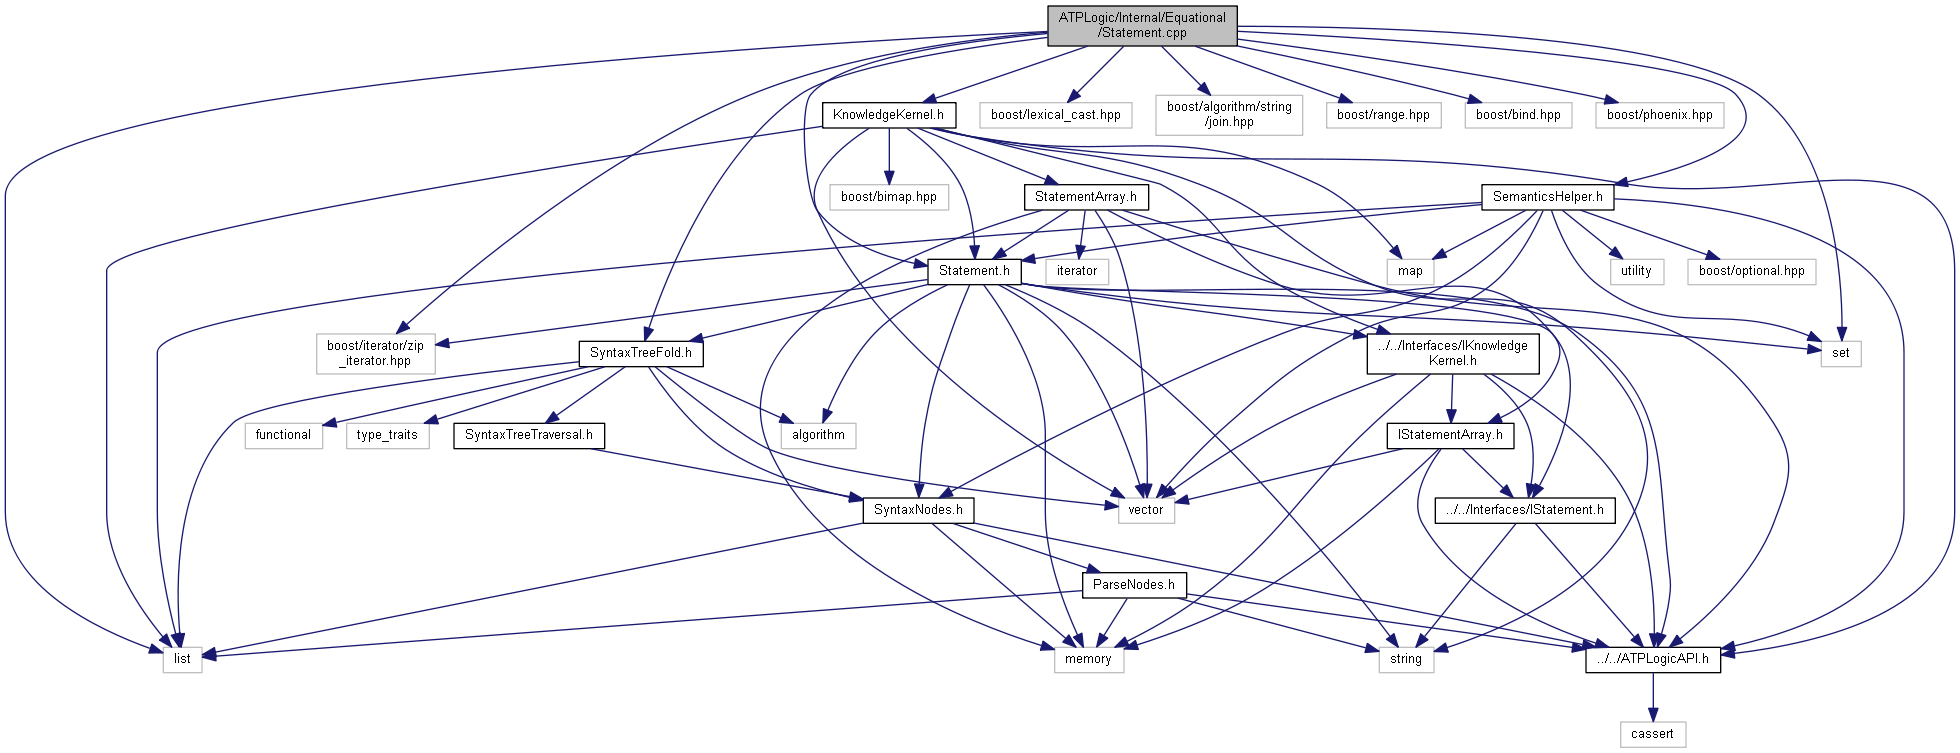 ATPLogic/Internal/Equational
/Statement.cpp
KnowledgeKernel.h
boost/lexical_cast.hpp
boost/algorithm/string
/join.hpp
boost/range.hpp
boost/bind.hpp
boost/phoenix.hpp
boost/bimap.hpp
StatementArray.h
SemanticsHelper.h
Statement.h
iterator
map
utility
boost/optional.hpp
boost/iterator/zip
_iterator.hpp
SyntaxTreeFold.h
../../Interfaces/IKnowledge
Kernel.h
set
functional
type_traits
SyntaxTreeTraversal.h
algorithm
IStatementArray.h
SyntaxNodes.h
vector
../../Interfaces/IStatement.h
ParseNodes.h
list
memory
string
../../ATPLogicAPI.h
cassert